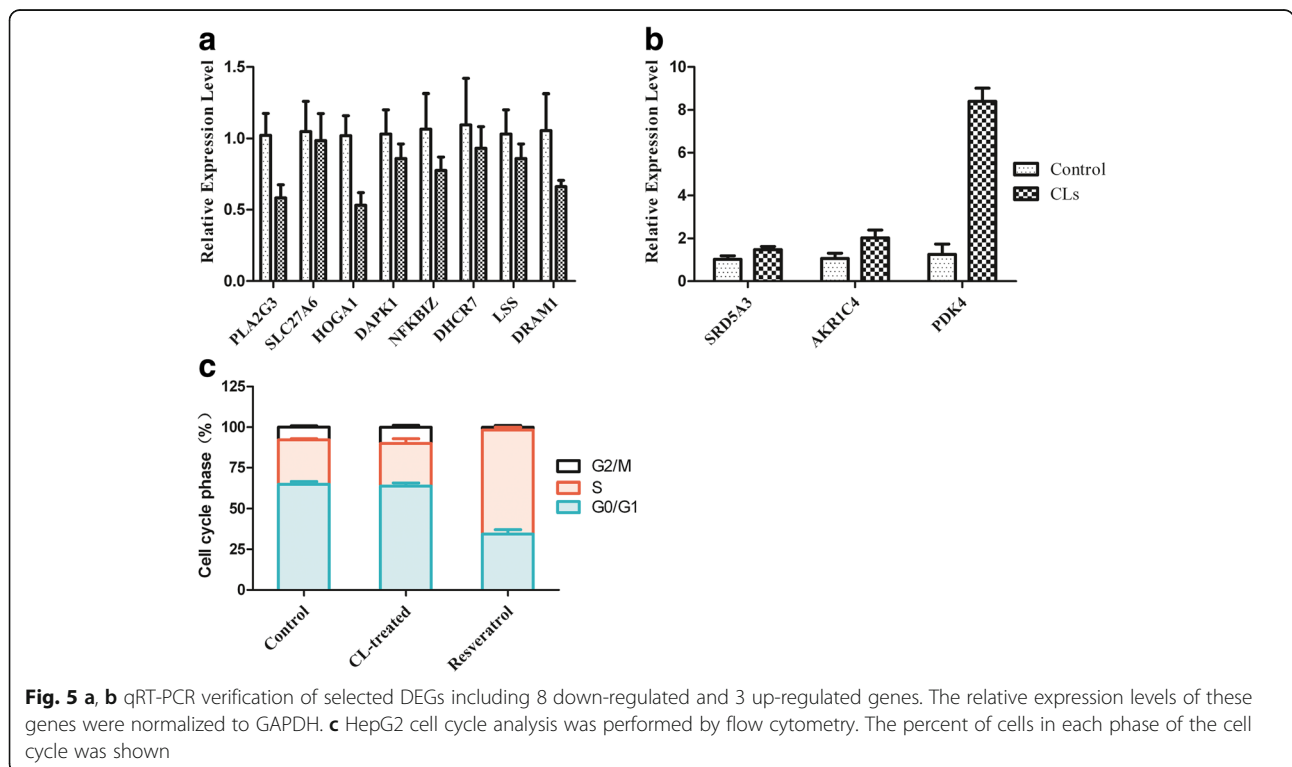 a
Relative Expression Level
1.5
1.0
0.5
0.0
PLA2G3
SLC27A6
HOGA1
DAPK1
NFKBIZ
DHCR7
LSS
DRAM1
b
Relative Expression Level
10
8
6
4
2
0
SRD5A3
AKR1C4
PDK4
Control
CLs
c
Cell cycle phase (%)
125
100
75
50
25
0
Control
CL-treated
Resveratrol
G2/M
S
G0/G1
Fig. 5 a, b qRT-PCR verification of selected DEGs including 8 down-regulated and 3 up-regulated genes. The relative expression levels of these
genes were normalized to GAPDH. c HepG2 cell cycle analysis was performed by flow cytometry. The percent of cells in each phase of the cell
cycle was shown